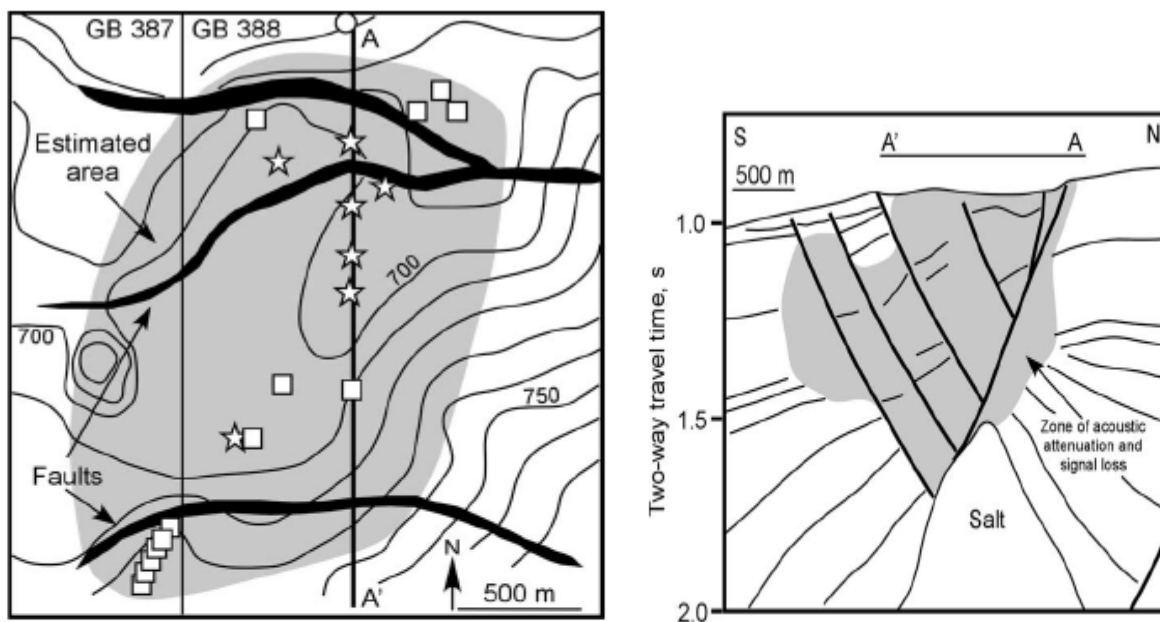 GB 387
GB 388
A
Estimated
area
700
700
750
Faults
N
A'
500 m
S
A'
A
N
500 m
1.0
1.5
2.0
Two-way travel time, s
Zone of acoustic
attenuation and
signal loss
Salt